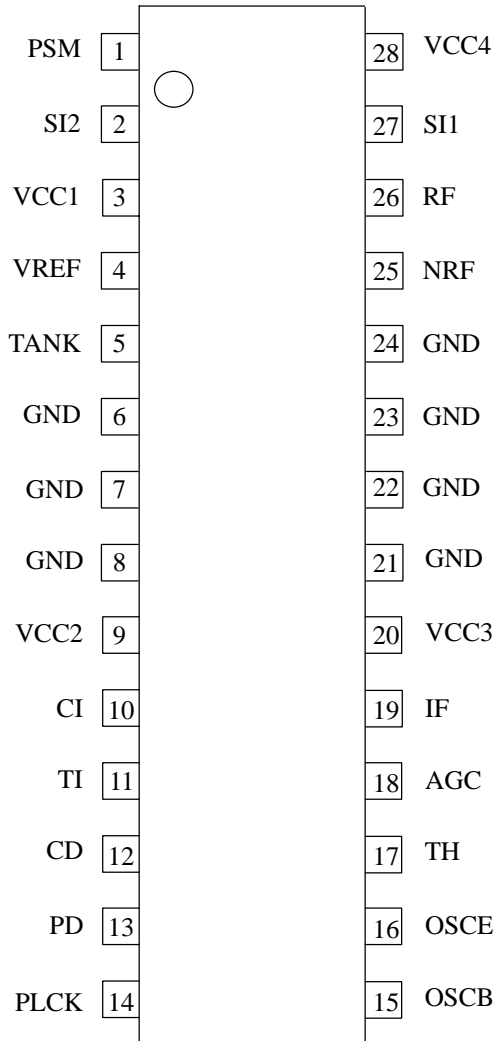 PSM 1 28 VCC4
SI2 2 27 SI1
VCC1 3 26 RF
VREF 4 25 NRF
TANK 5 24 GND
GND 6 23 GND
GND 7 22 GND
GND 8 21 GND
VCC2 9 20 VCC3
CI 10 19 IF
TI 11 18 AGC
CD 12 17 TH
PD 13 16 OSCE
PLCK 14 15 OSCB